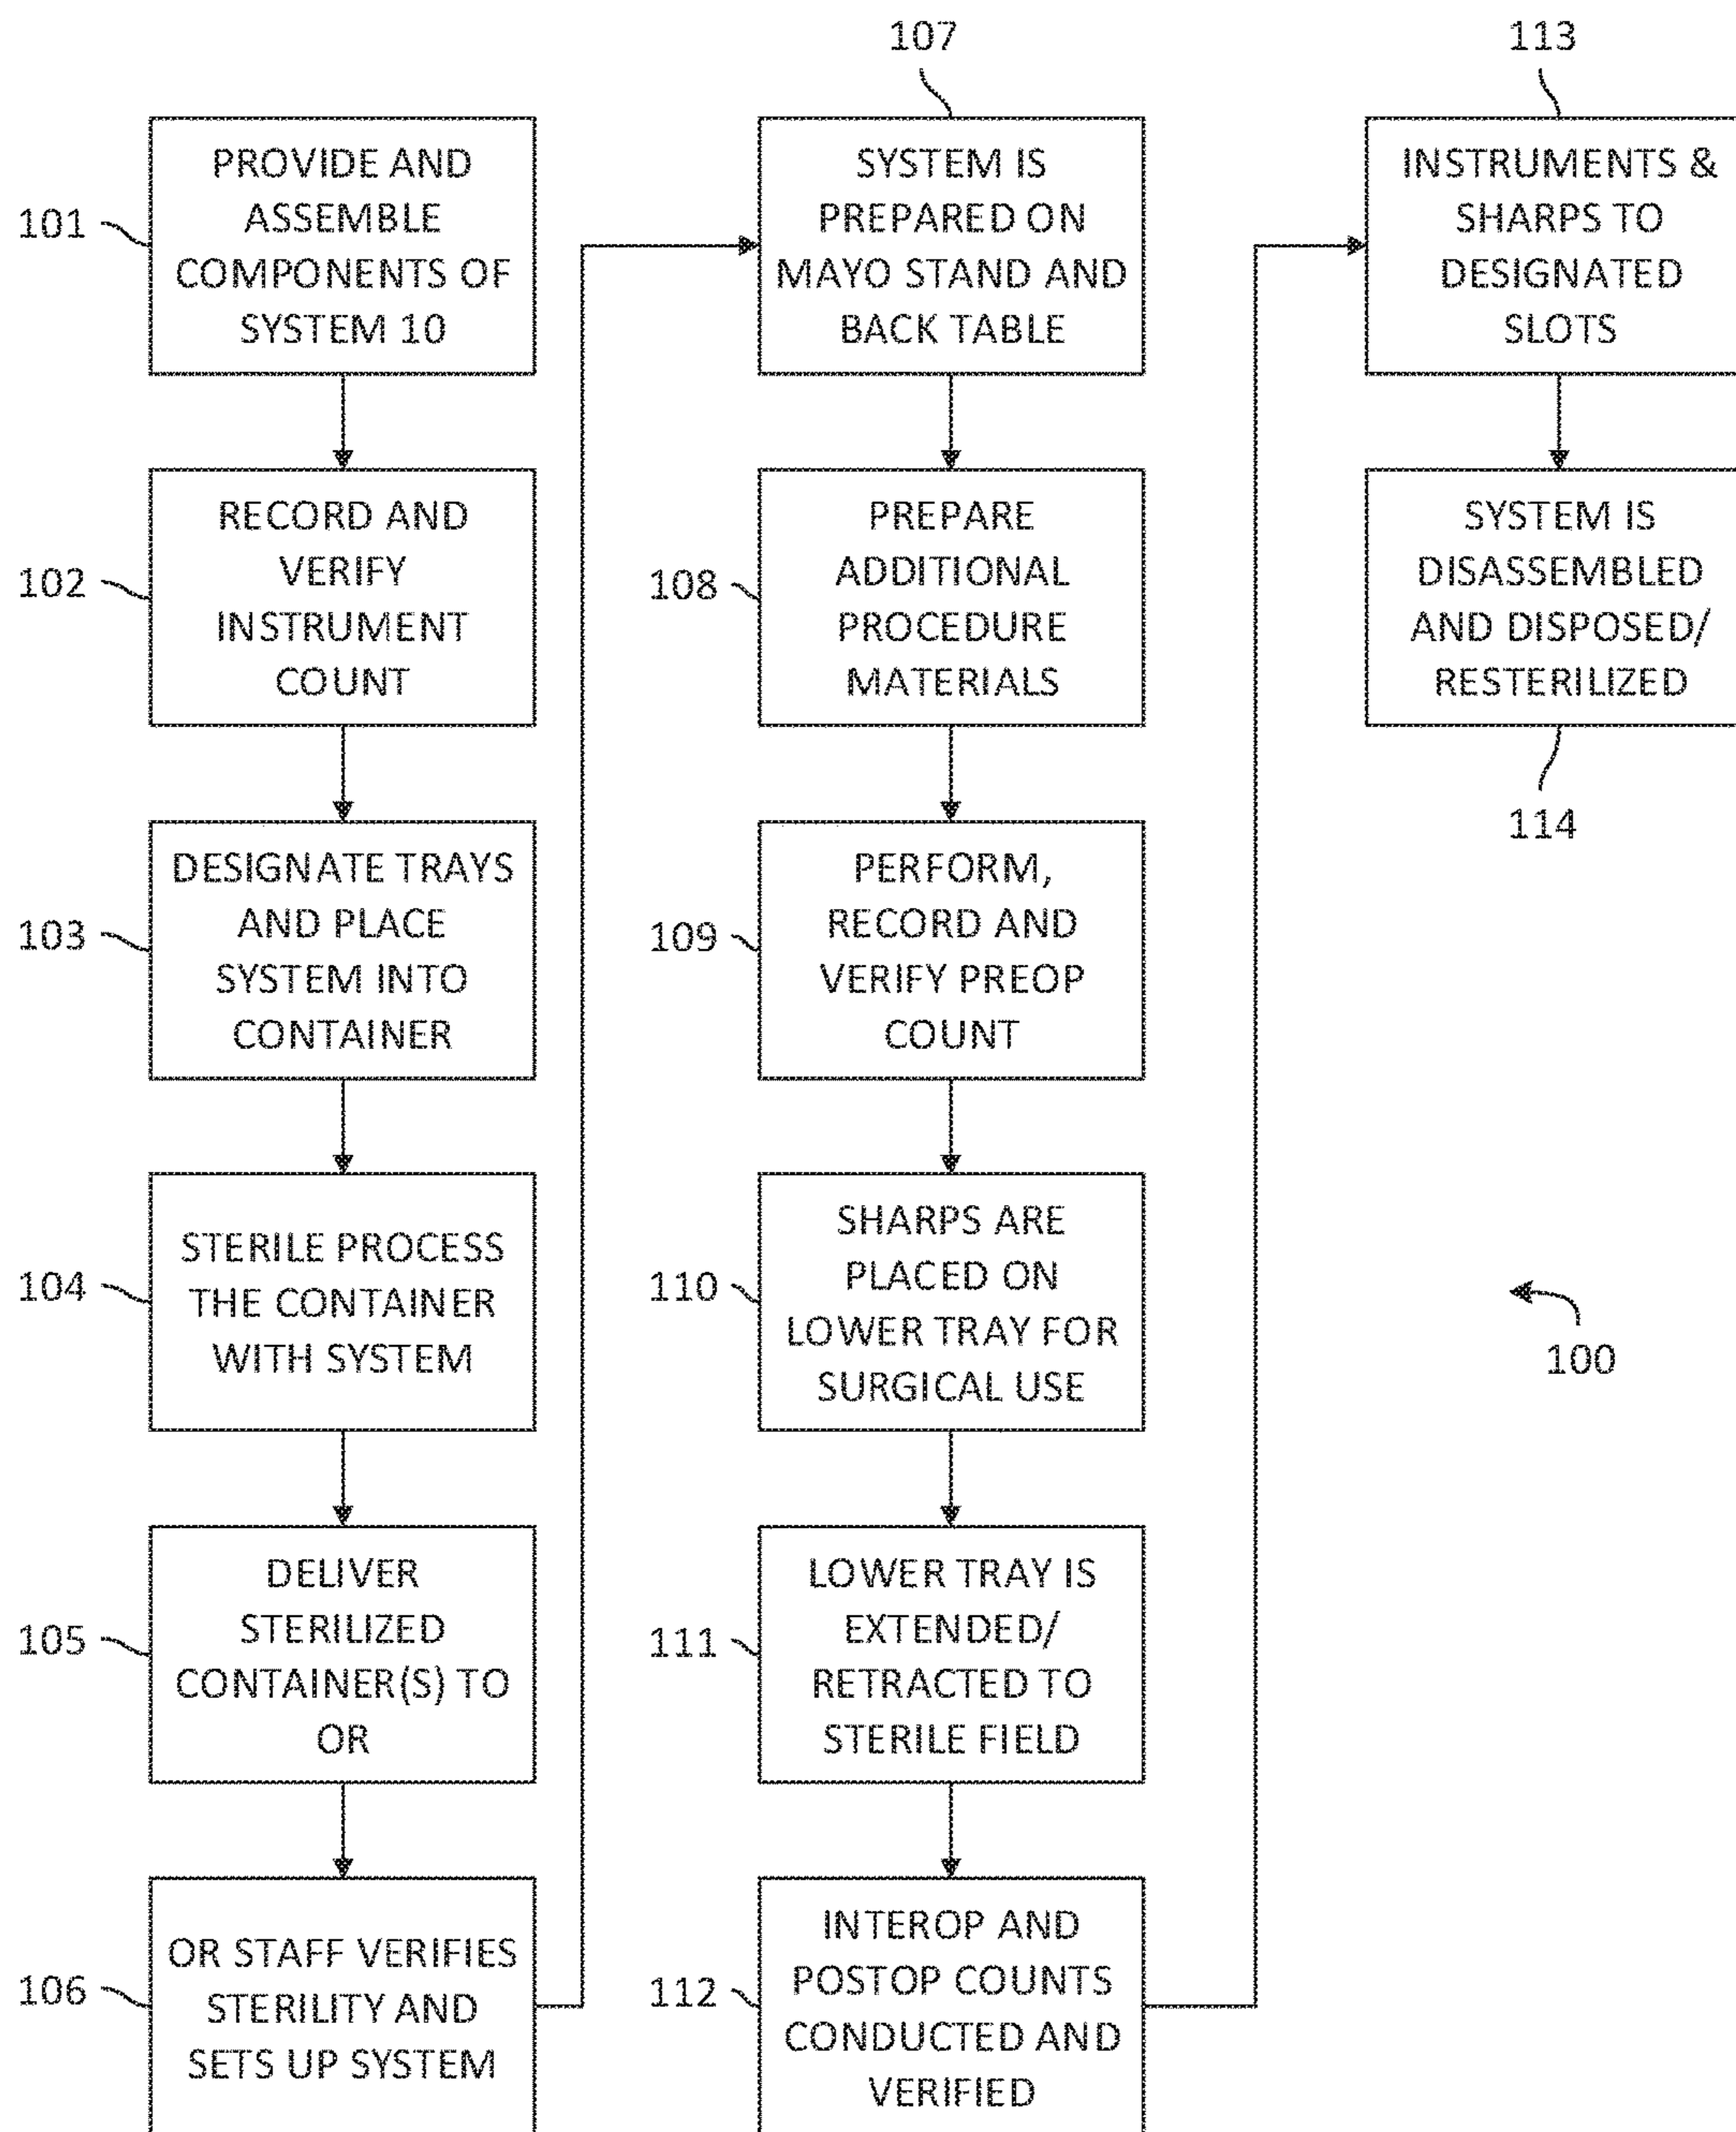 101
PROVIDE AND
ASSEMBLE
COMPONENTS OF
SYSTEM 10
102
RECORD AND
VERIFY
INSTRUMENT
COUNT
103
DESIGNATE TRAYS
AND PLACE
SYSTEM INTO
CONTAINER
104
STERILE PROCESS
THE CONTAINER
WITH SYSTEM
105
DELIVER
STERILIZED
CONTAINER(S) TO
OR
106
OR STAFF VERIFIES
STERILITY AND
SETS UP SYSTEM
107
SYSTEM IS
PREPARED ON
MAYO STAND AND
BACK TABLE
108
PREPARE
ADDITIONAL
PROCEDURE
MATERIALS
109
PERFORM,
RECORD AND
VERIFY PREOP
COUNT
110
SHARPS ARE
PLACED ON
LOWER TRAY FOR
SURGICAL USE
111
LOWER TRAY IS
EXTENDED/
RETRACTED TO
STERILE FIELD
112
INTEROP AND
POSTOP COUNTS
CONDUCTED AND
VERIFIED
113
INSTRUMENTS &
SHARPS TO
DESIGNATED
SLOTS
SYSTEM IS
DISASSEMBLED
AND DISPOSED/
RESTERILIZED
114
100